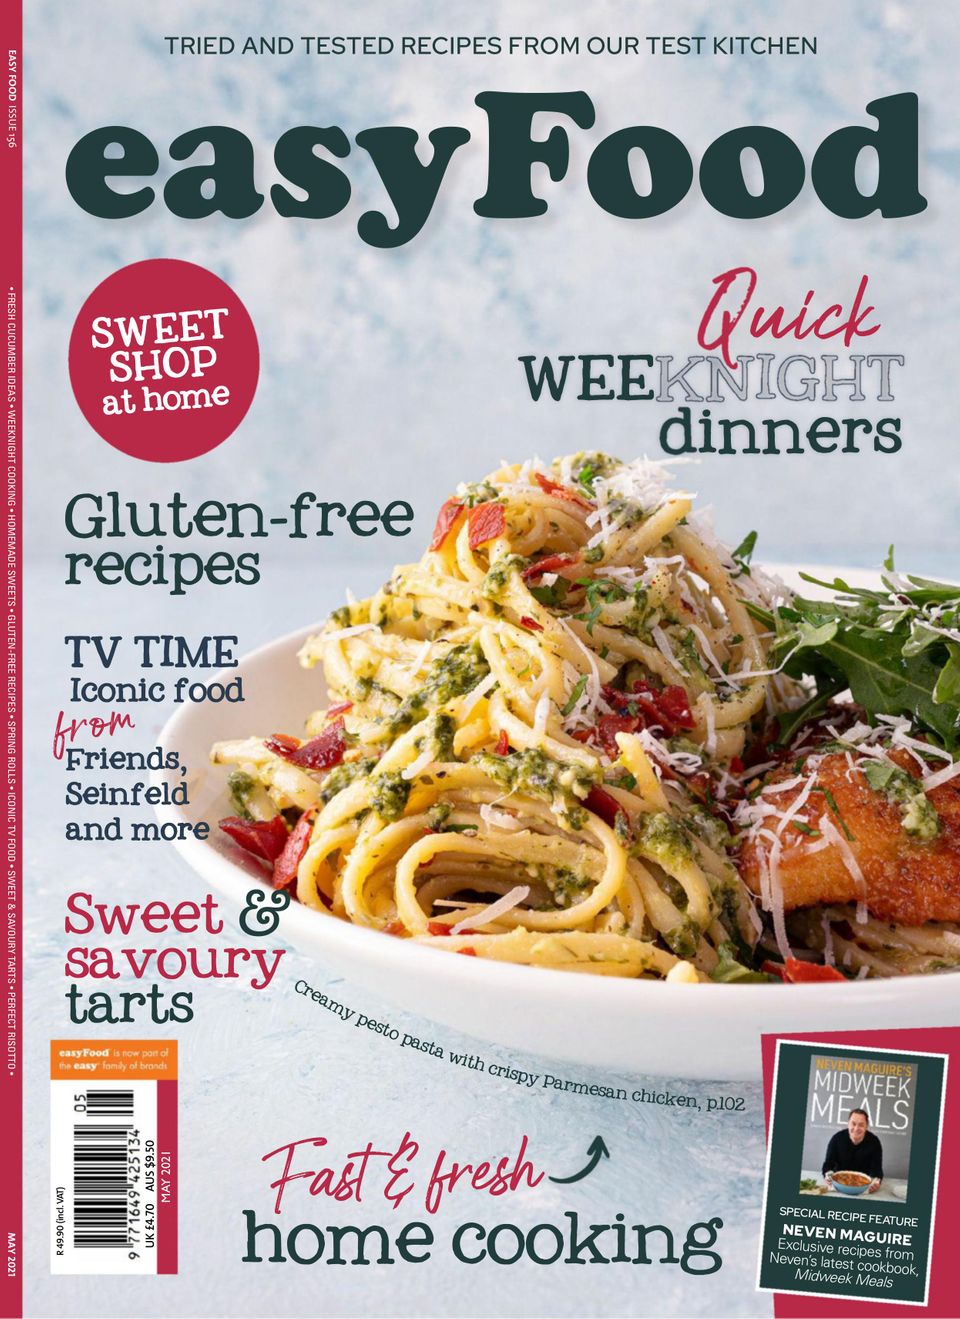 TRIED AND TESTED RECIPES FROM OUR TEST KITCHEN
easyFood
EASY FOOD ISSUE 156
• FRESH CUCUMBER IDEAS • WEEKNIGHT COOKING • HOMEMADE SWEETS • GLUTEN-FREE RECIPES • SPRING ROLLS • ICONIC TV FOOD • SWEET & SAVOURY TARTS • PERFECT RISOTTO •
MAY 2021
SWEET
SHOP
at home
Quick
WEEKNIGHT
dinners
Gluten-free
recipes
TV TIME
Iconic food
from
Friends,
Seinfeld
and more
Sweet &
savoury
tarts
Creamy pesto pasta with crispy Parmesan chicken, p102
easyFood is now part of
the easy family of brands
05
9 771649 425134
R 49.90 (incl. VAT)
UK £4.70 AUS $9.50
MAY 2021
Fast & fresh
home cooking
NEVEN MAGUIRE'S
MIDWEEK
MEALS
SPECIAL RECIPE FEATURE
NEVEN MAGUIRE
Exclusive recipes from
Neven's latest cookbook,
Midweek Meals